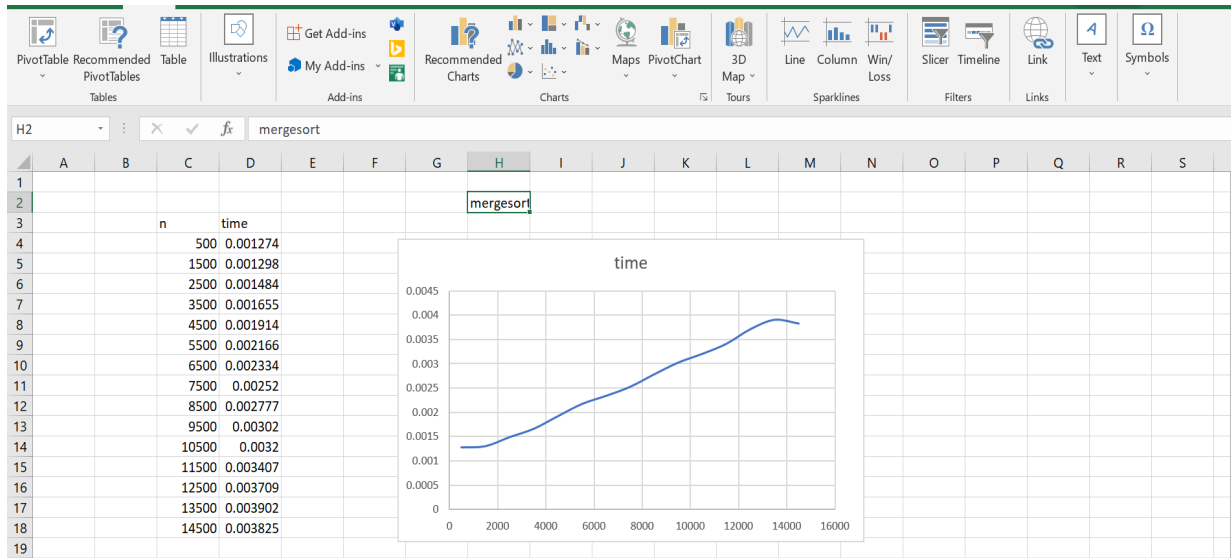 PivotTable Recommended PivotTables Table
Tables
Illustrations
Get Add-ins
My Add-ins
Add-ins
Recommended Charts
Maps PivotChart
Charts
3D Map
Tours
Line Column Win/Loss
Sparklines
Slicer Timeline
Filters
Link
Links
A
Text
Ω
Symbols
H2 fx mergesort
A B C D E F G H I J K L M N O P Q R S
1
2 mergesort
3 n time
4 500 0.001274
5 1500 0.001298
6 2500 0.001484
7 3500 0.001655
8 4500 0.001914
9 5500 0.002166
10 6500 0.002334
11 7500 0.00252
12 8500 0.002777
13 9500 0.00302
14 10500 0.0032
15 11500 0.003407
16 12500 0.003709
17 13500 0.003902
18 14500 0.003825
19
time
0.0045
0.004
0.0035
0.003
0.0025
0.002
0.0015
0.001
0.0005
0
0 2000 4000 6000 8000 10000 12000 14000 16000